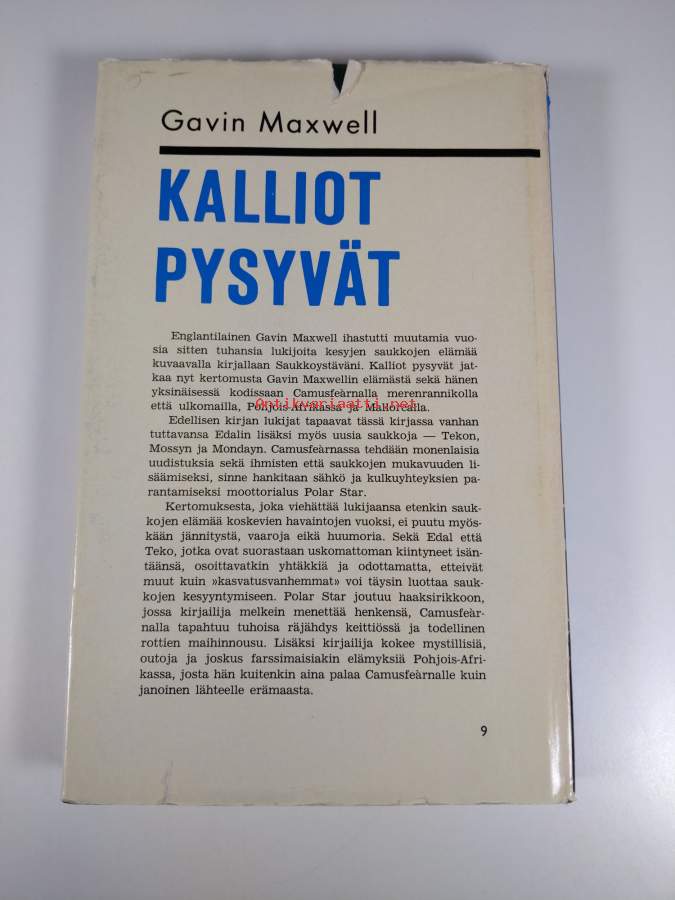 Gavin Maxwell
KALLIOT
PYSYVÄT
Englantilainen Gavin Maxwell ihastutti muutamia vuo-
sia sitten tuhansia lukijoita kesyjen saukkojen elämää
kuvaavalla kirjallaan Saukkoystäväni. Kalliot pysyvät jat-
kaa nyt kertomusta Gavin Maxwellin elämästä sekä hänen
yksinäisessä kodissaan Camusfeàrnalla merenrannikolla
Antikvariaatti.net
että ulkomailla, Pohjois-Afrikassa ja Mallorcalla.
Edellisen kirjan lukijat tapaavat tässä kirjassa vanhan
tuttavansa Edalin lisäksi myös uusia saukkoja — Tekon,
Mossyn ja Mondayn. Camusfeàrnassa tehdään monenlaisia
uudistuksia sekä ihmisten että saukkojen mukavuuden li-
säämiseksi, sinne hankitaan sähkö ja kulkuyhteyksien pa-
rantamiseksi moottorialus Polar Star.
Kertomuksesta, joka viehättää lukijaansa etenkin sauk-
kojen elämää koskevien havaintojen vuoksi, ei puutu myös-
kään jännitystä, vaaroja eikä huumoria. Sekä Edal että
Teko, jotka ovat suorastaan uskomattoman kiintyneet isän-
täänsä, osoittavatkin yhtäkkiä ja odottamatta, etteivät
muut kuin »kasvatusvanhemmat» voi täysin luottaa sauk-
kojen kesyyntymiseen. Polar Star joutuu haaksirikkoon,
jossa kirjailija melkein menettää henkensä, Camusfeàr-
nalla tapahtuu tuhoisa räjähdys keittiössä ja todellinen
rottien maihinnousu. Lisäksi kirjailija kokee mystillisiä,
outoja ja joskus farssimaisiakin elämyksiä Pohjois-Afri-
kassa, josta hän kuitenkin aina palaa Camusfeàrnalle kuin
janoinen lähteelle erämaasta.
9